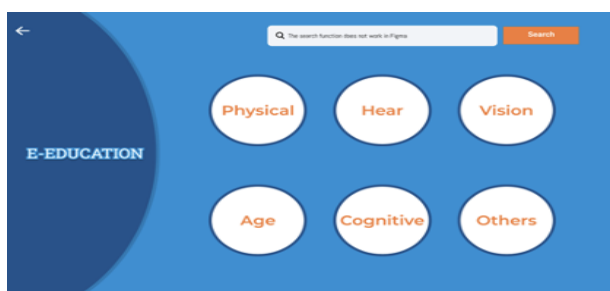 The search function does not work in Figma
Search
Physical
Hear
Vision
E-EDUCATION
Age
Cognitive
Others